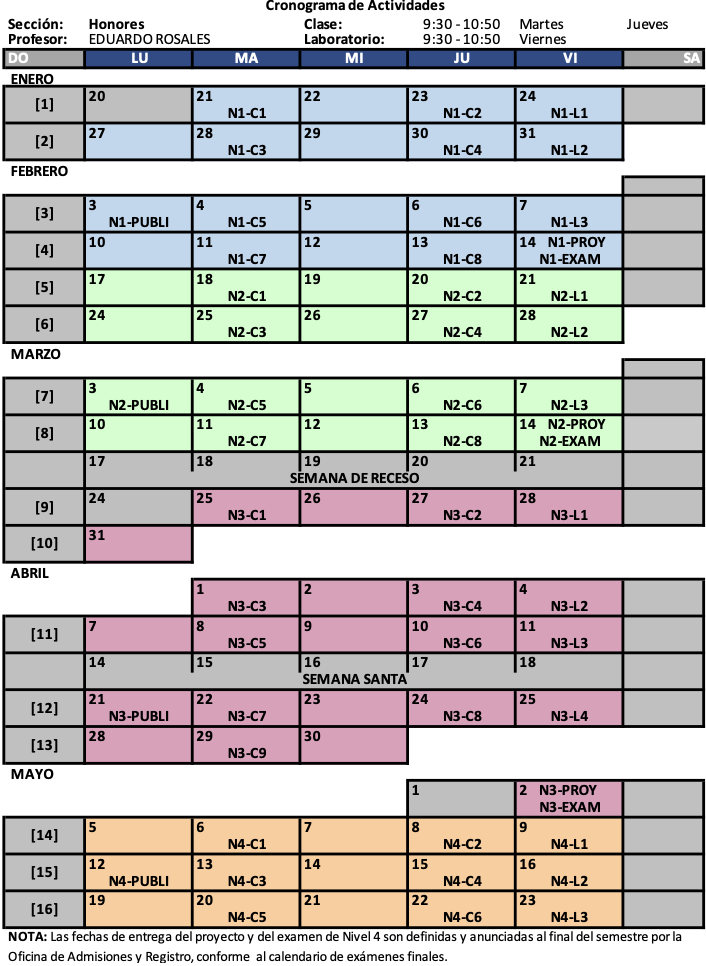 Cronograma de Actividades
Sección: Honores Clase: 9:30 - 10:50 Martes Jueves
Profesor: EDUARDO ROSALES Laboratorio: 9:30 - 10:50 Viernes
DO LU MA MI JU VI SA
ENERO
[1] 20 21 22 23 24
N1-C1 N1-C2 N1-L1
[2] 27 28 29 30 31
N1-C3 N1-C4 N1-L2
FEBRERO
[3] 3 4 5 6 7
N1-PUBLI N1-C5 N1-C6 N1-L3
[4] 10 11 12 13 14 N1-PROY
N1-C7 N1-C8 N1-EXAM
[5] 17 18 19 20 21
N2-C1 N2-C2 N2-L1
[6] 24 25 26 27 28
N2-C3 N2-C4 N2-L2
MARZO
[7] 3 4 5 6 7
N2-PUBLI N2-C5 N2-C6 N2-L3
[8] 10 11 12 13 14 N2-PROY
N2-C7 N2-C8 N2-EXAM
17 18 19 20 21
SEMANA DE RECESO
[9] 24 25 26 27 28
N3-C1 N3-C2 N3-L1
[10] 31
ABRIL
1 2 3 4
N3-C3 N3-C4 N3-L2
[11] 7 8 9 10 11
N3-C5 N3-C6 N3-L3
14 15 16 17 18
SEMANA SANTA
[12] 21 22 23 24 25
N3-PUBLI N3-C7 N3-C8 N3-L4
[13] 28 29 30
N3-C9
MAYO
1 2 N3-PROY
N3-EXAM
[14] 5 6 7 8 9
N4-C1 N4-C2 N4-L1
[15] 12 13 14 15 16
N4-PUBLI N4-C3 N4-C4 N4-L2
[16] 19 20 21 22 23
N4-C5 N4-C6 N4-L3
NOTA: Las fechas de entrega del proyecto y del examen de Nivel 4 son definidas y anunciadas al final del semestre por la
Oficina de Admisiones y Registro, conforme al calendario de exámenes finales.